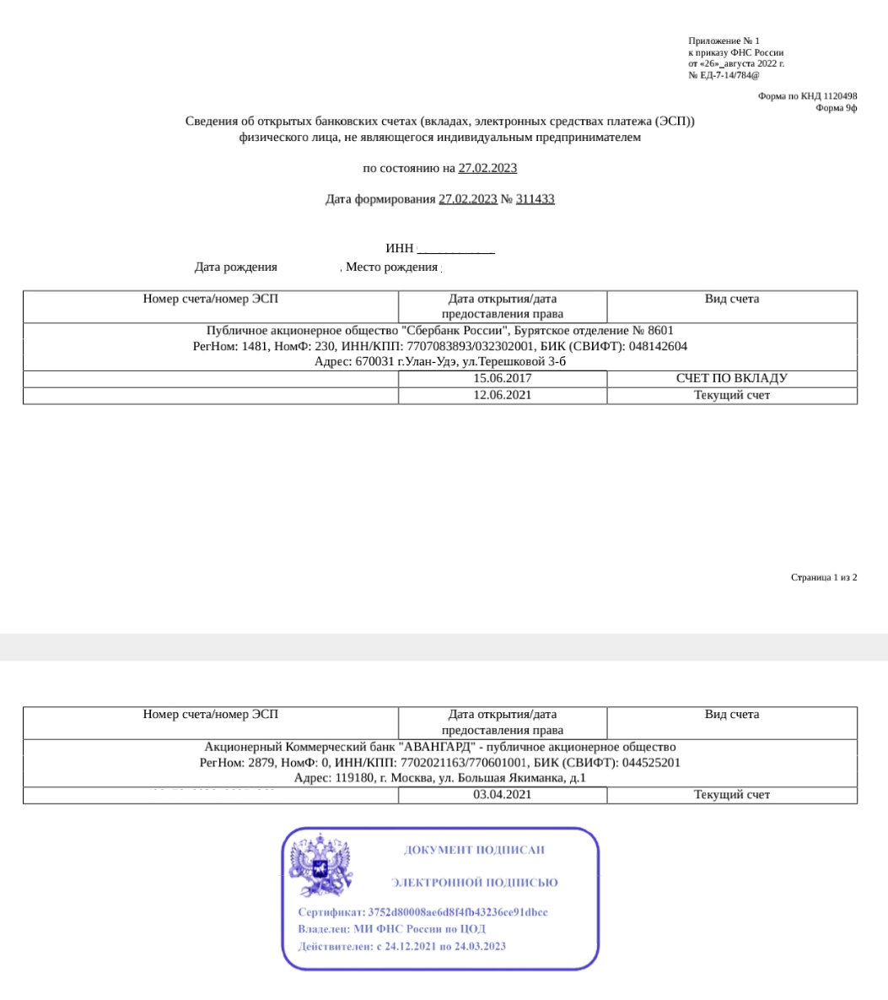 Приложение № 1
к приказу ФНС России
от «26»_августа 2022 г.
№ ЕД-7-14/784@
Форма по КНД 1120498
Форма 9ф
Сведения об открытых банковских счетах (вкладах, электронных средствах платежа (ЭСП))
физического лица, не являющегося индивидуальным предпринимателем
по состоянию на 27.02.2023
Дата формирования 27.02.2023 № 311433
ИНН
Дата рождения , Место рождения
Номер счета/номер ЭСП Дата открытия/дата предоставления права Вид счета
Публичное акционерное общество "Сбербанк России", Бурятское отделение № 8601
РегНом: 1481, НомФ: 230, ИНН/КПП: 7707083893/032302001, БИК (СВИФТ): 048142604
Адрес: 670031 г.Улан-Удэ, ул.Терешковой 3-б
15.06.2017 СЧЕТ ПО ВКЛАДУ
12.06.2021 Текущий счет
Страница 1 из 2
Номер счета/номер ЭСП Дата открытия/дата предоставления права Вид счета
Акционерный Коммерческий банк "АВАНГАРД" - публичное акционерное общество
РегНом: 2879, НомФ: 0, ИНН/КПП: 7702021163/770601001, БИК (СВИФТ): 044525201
Адрес: 119180, г. Москва, ул. Большая Якиманка, д.1
03.04.2021 Текущий счет
ДОКУМЕНТ ПОДПИСАН
ЭЛЕКТРОННОЙ ПОДПИСЬЮ
Сертификат: 3752d80008ae6d8f4fb43236ce91dbcc
Владелец: МИ ФНС России по ЦОД
Действителен: с 24.12.2021 по 24.03.2023